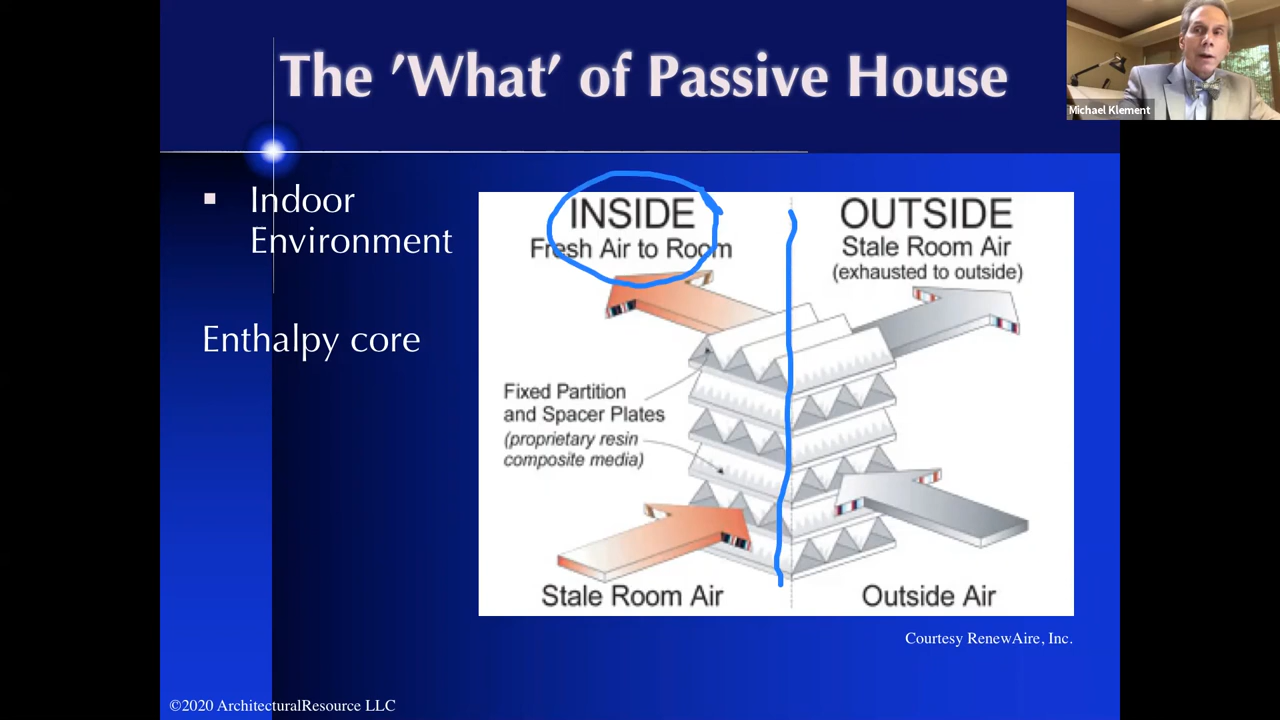 The 'What' of Passive House
Michael Klement
▪ Indoor
Environment
Enthalpy core
INSIDE
Fresh Air to Room
OUTSIDE
Stale Room Air
(exhausted to outside)
Fixed Partition
and Spacer Plates
(proprietary resin
composite media)
Stale Room Air
Outside Air
Courtesy RenewAire, Inc.
©2020 ArchitecturalResource LLC